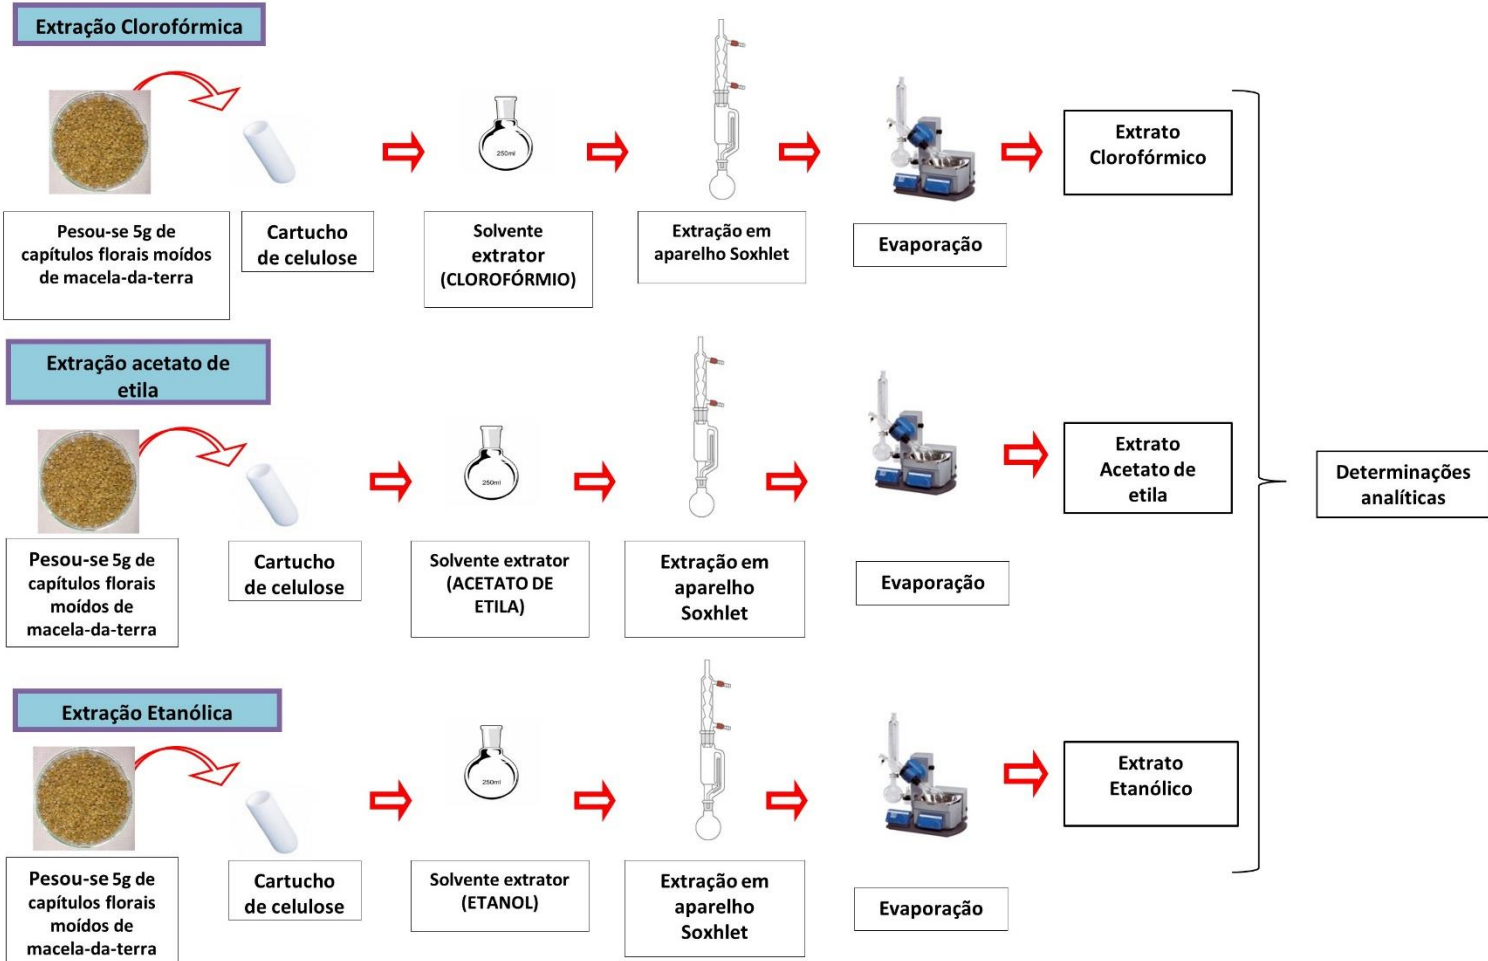 Extração Clorofórmica
250ml
Pesou-se 5g de
capítulos florais moídos
de macela-da-terra
Cartucho
de celulose
Solvente
extrator
(CLOROFÓRMIO)
Extração em
aparelho Soxhlet
Evaporação
Extrato
Clorofórmico
Extração acetato de
etila
250ml
Pesou-se 5g de
capítulos florais
moídos de
macela-da-terra
Cartucho
de celulose
Solvente extrator
(ACETATO DE
ETILA)
Extração em
aparelho
Soxhlet
Evaporação
Extrato
Acetato de
etila
Determinações
analíticas
Extração Etanólica
250ml
Pesou-se 5g de
capítulos florais
moídos de
macela-da-terra
Cartucho
de celulose
Solvente extrator
(ETANOL)
Extração em
aparelho
Soxhlet
Evaporação
Extrato
Etanólico